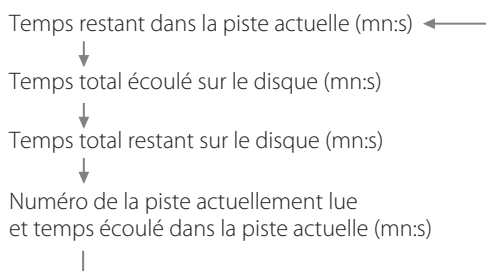 Temps restant dans la piste actuelle (mn:s)
Temps total écoulé sur le disque (mn:s)
Temps total restant sur le disque (mn:s)
Numéro de la piste actuellement lue
et temps écoulé dans la piste actuelle (mn:s)